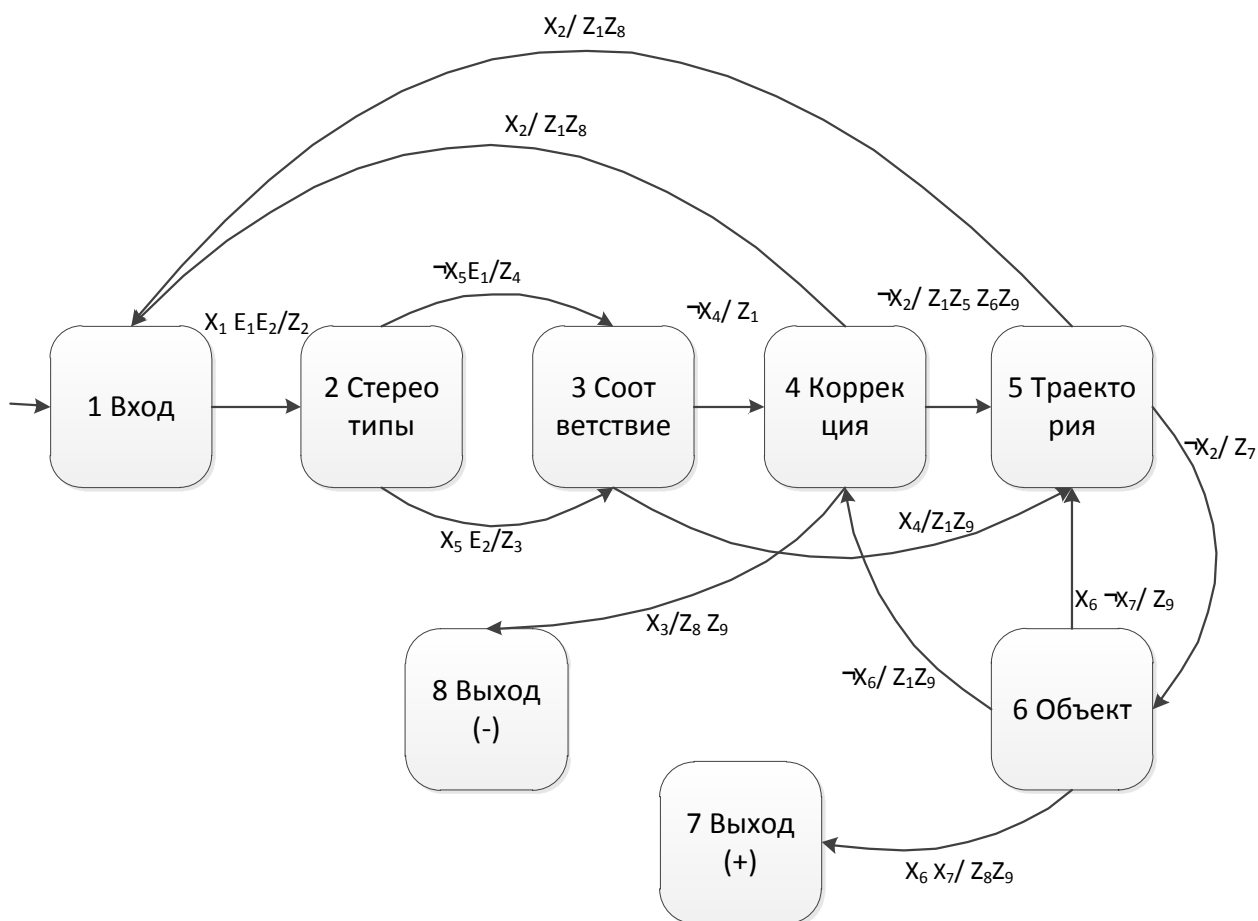 X₂/ Z₁Z₈
X₂/ Z₁Z₈
¬X₅E₁/Z₄
¬X₄/ Z₁
¬X₂/ Z₁Z₅ Z₆Z₉
X₁ E₁E₂/Z₂
1 Вход
2 Стерео
типы
3 Соот
ветствие
4 Коррек
ция
5 Траекто
рия
¬X₂/ Z₇
X₅ E₂/Z₃
X₄/Z₁Z₉
X₆ ¬X₇/ Z₉
X₃/Z₈ Z₉
¬X₆/ Z₁Z₉
8 Выход
(-)
6 Объект
7 Выход
(+)
X₆ X₇/ Z₈Z₉